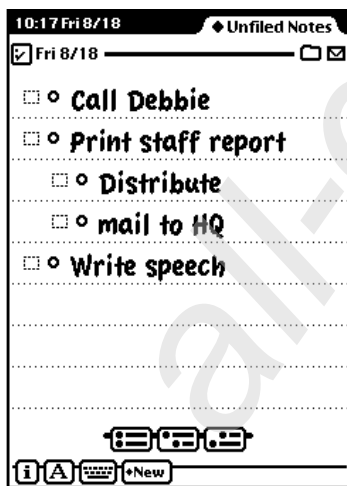 10:17 Fri 8/18
◆Unfiled Notes
Fri 8/18
Call Debbie
Print staff report
Distribute
mail to HQ
Write speech
i A ◆New